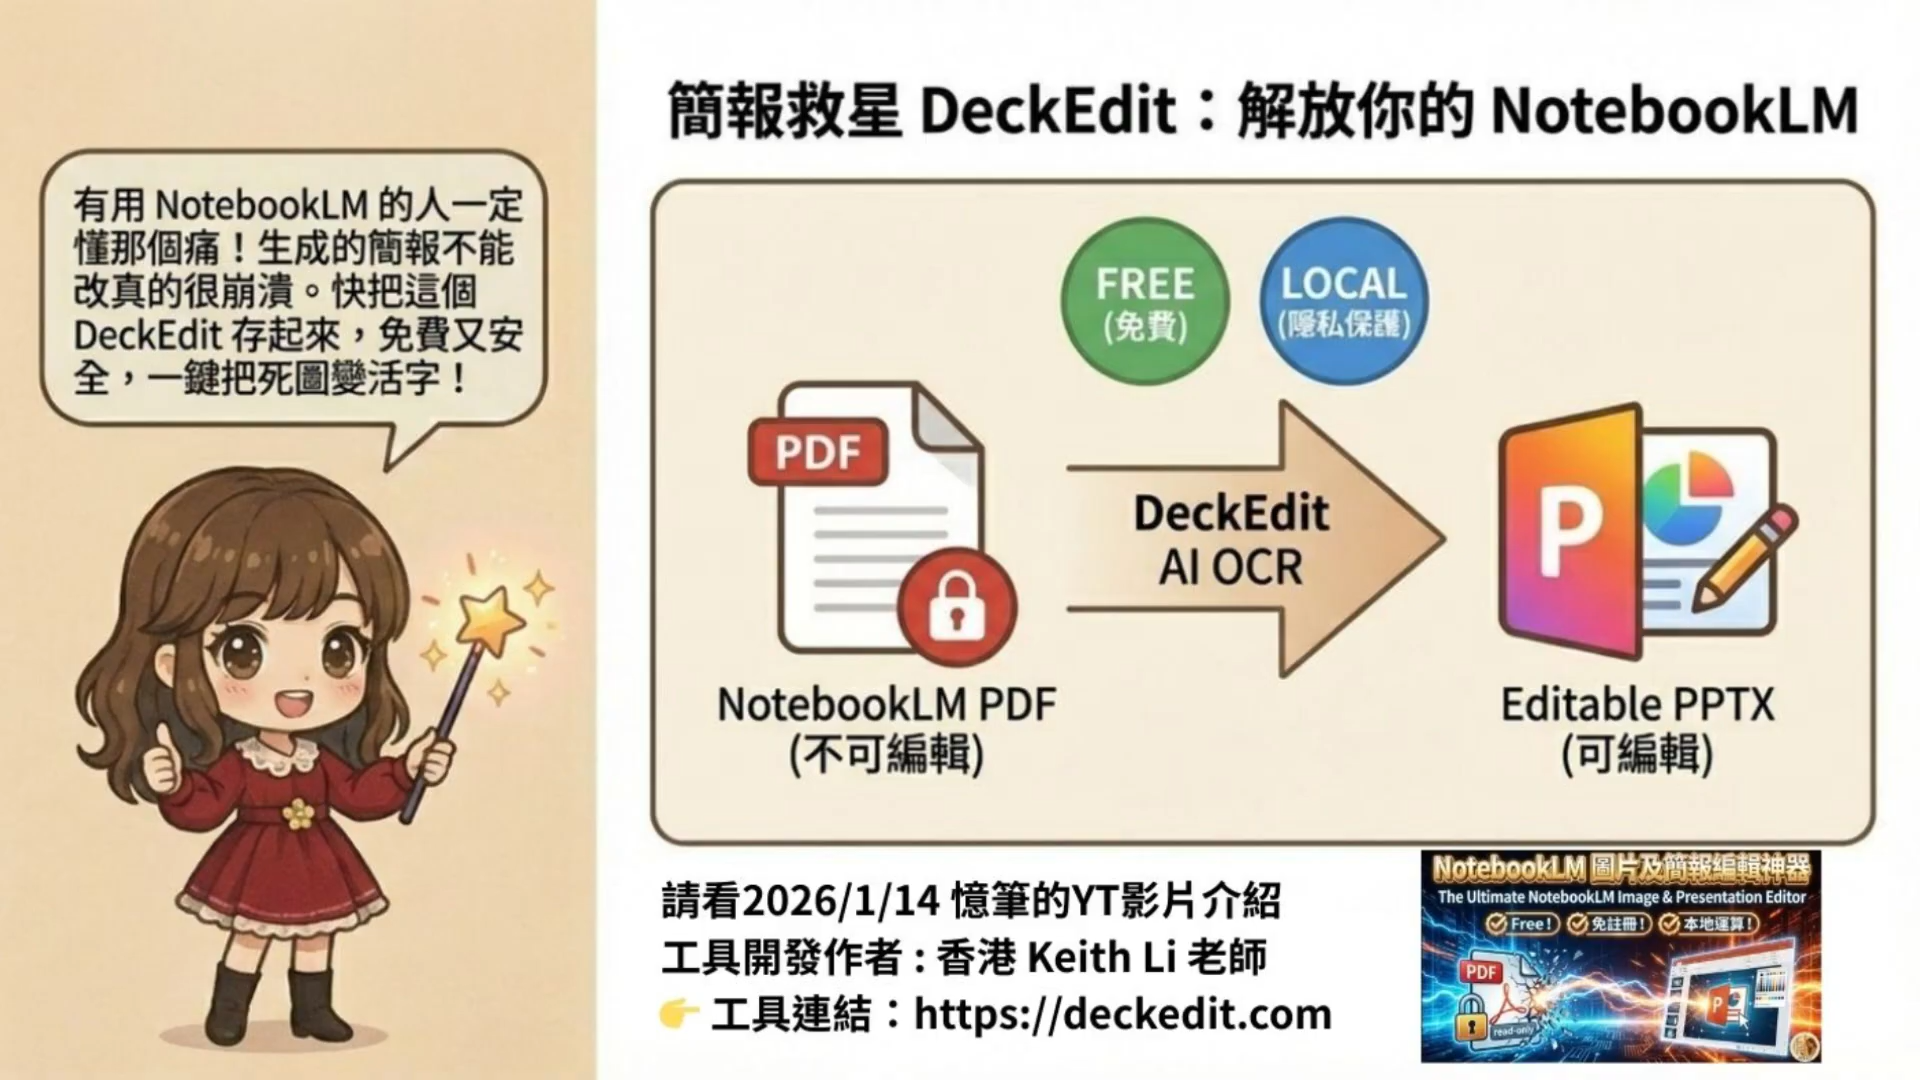 簡報救星 DeckEdit：解放你的 NotebookLM
有用 NotebookLM 的人一定
懂那個痛！生成的簡報不能
改真的很崩潰。快把這個
DeckEdit 存起來，免費又安
全，一鍵把死圖變活字！
FREE
(免費)
LOCAL
(隱私保護)
PDF
DeckEdit
AI OCR
P
NotebookLM PDF
(不可編輯)
Editable PPTX
(可編輯)
請看2026/1/14 憶筆的YT影片介紹
工具開發作者 : 香港 Keith Li 老師
👉 工具連結：https://deckedit.com
NotebookLM 圖片及簡報編輯神器
The Ultimate NotebookLM Image & Presentation Editor
Free!
免註冊!
本地運算!
PDF
read-only
P